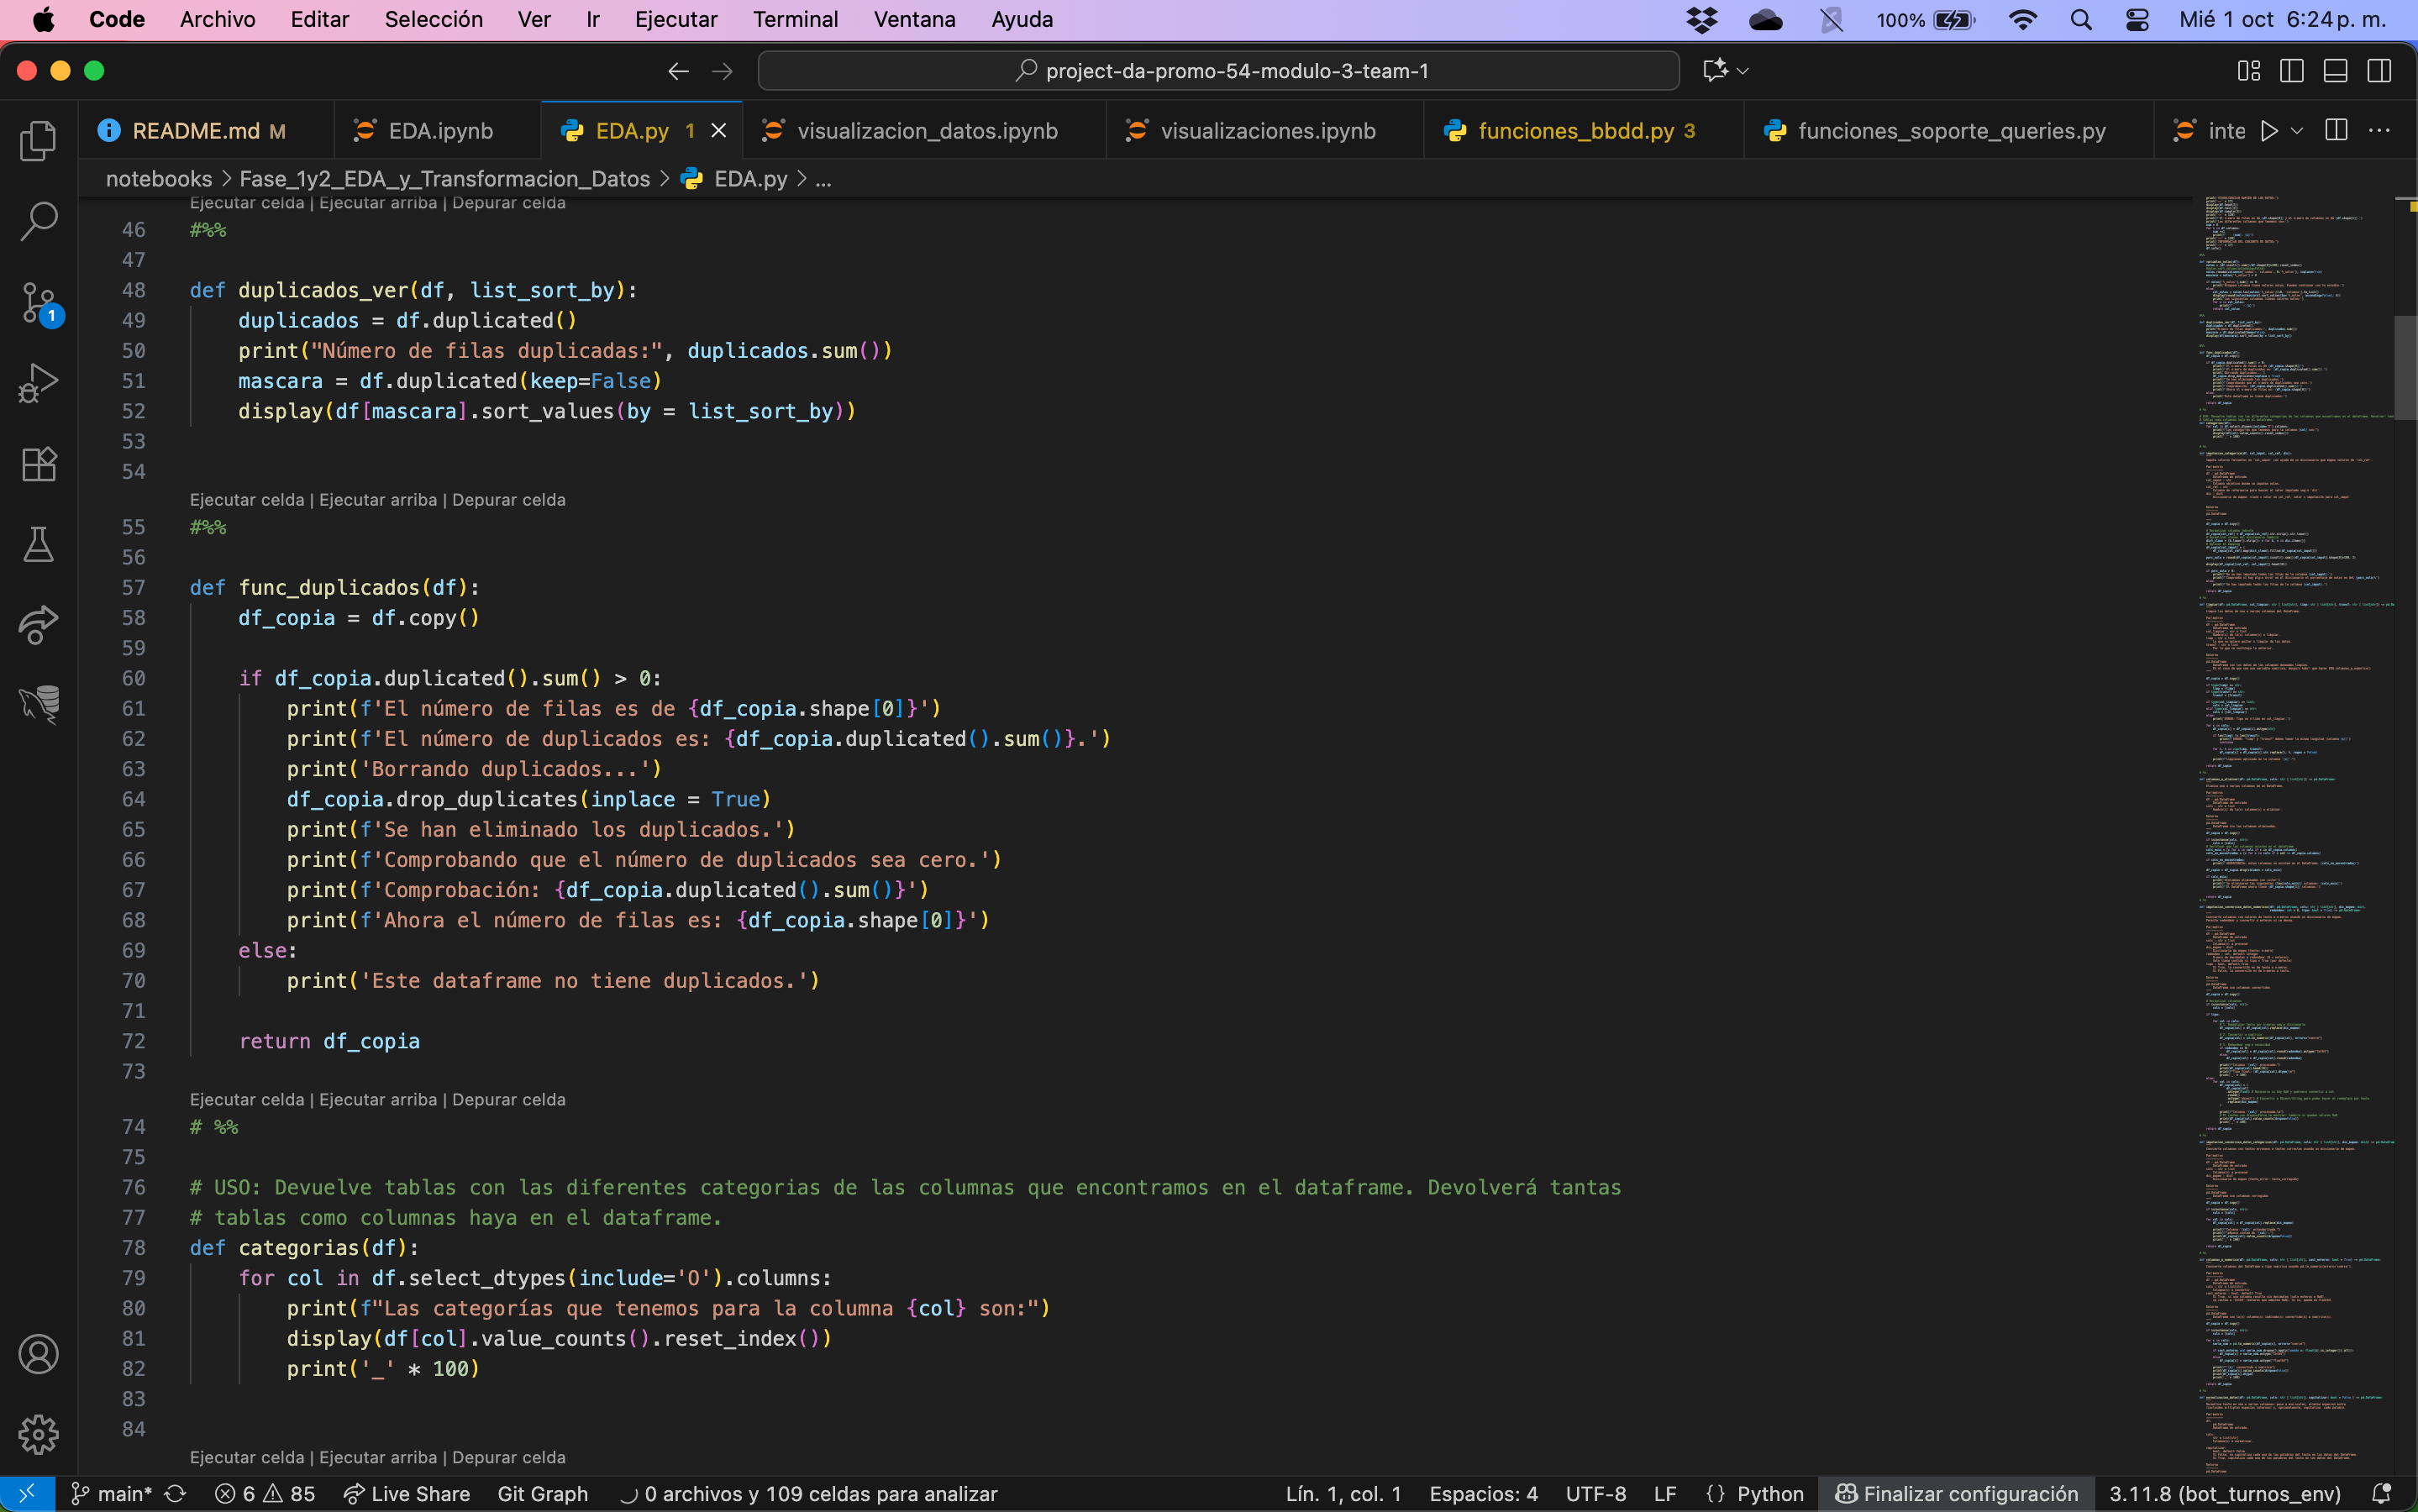 Code Archivo Editar Selección Ver Ir Ejecutar Terminal Ventana Ayuda 100% Mié 1 oct 6:24 p. m.
project-da-promo-54-modulo-3-team-1
README.md M EDA.ipynb EDA.py 1 visualizacion_datos.ipynb visualizaciones.ipynb funciones_bbdd.py 3 funciones_soporte_queries.py inte
notebooks > Fase_1y2_EDA_y_Transformacion_Datos > EDA.py > ...
Ejecutar celda | Ejecutar arriba | Depurar celda
46 #%%
47
48 def duplicados_ver(df, list_sort_by):
49 duplicados = df.duplicated()
50 print("Número de filas duplicadas:", duplicados.sum())
51 mascara = df.duplicated(keep=False)
52 display(df[mascara].sort_values(by = list_sort_by))
53
54
Ejecutar celda | Ejecutar arriba | Depurar celda
55 #%%
56
57 def func_duplicados(df):
58 df_copia = df.copy()
59
60 if df_copia.duplicated().sum() > 0:
61 print(f'El número de filas es de {df_copia.shape[0]}')
62 print(f'El número de duplicados es: {df_copia.duplicated().sum()}.')
63 print('Borrando duplicados...')
64 df_copia.drop_duplicates(inplace = True)
65 print(f'Se han eliminado los duplicados.')
66 print(f'Comprobando que el número de duplicados sea cero.')
67 print(f'Comprobación: {df_copia.duplicated().sum()}')
68 print(f'Ahora el número de filas es: {df_copia.shape[0]}')
69 else:
70 print('Este dataframe no tiene duplicados.')
71
72 return df_copia
73
Ejecutar celda | Ejecutar arriba | Depurar celda
74 # %%
75
76 # USO: Devuelve tablas con las diferentes categorias de las columnas que encontramos en el dataframe. Devolverá tantas
77 # tablas como columnas haya en el dataframe.
78 def categorias(df):
79 for col in df.select_dtypes(include='O').columns:
80 print(f"Las categorías que tenemos para la columna {col} son:")
81 display(df[col].value_counts().reset_index())
82 print('_' * 100)
83
84
Ejecutar celda | Ejecutar arriba | Depurar celda
1
main* 6 85 Live Share Git Graph 0 archivos y 109 celdas para analizar Lín. 1, col. 1 Espacios: 4 UTF-8 LF {} Python Finalizar configuración 3.11.8 (bot_turnos_env)